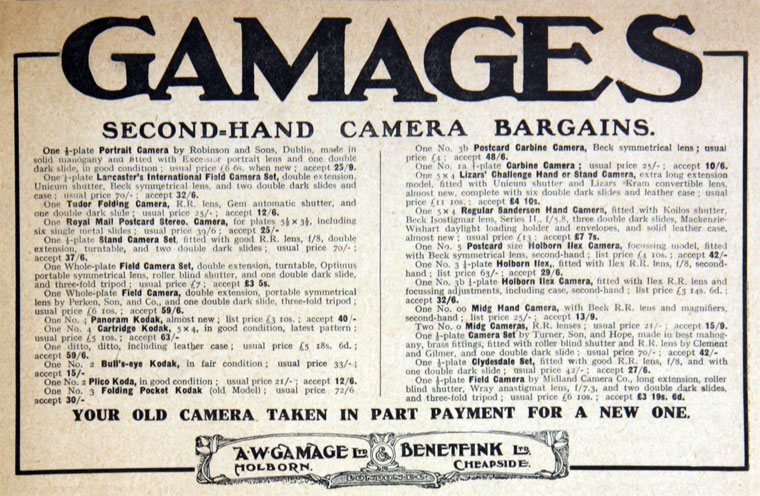 GAMAGES
SECOND-HAND CAMERA BARGAINS.
One ½-plate Portrait Camera by Robinson and Sons, Dublin, made in
solid mahogany and fitted with Excelsior portrait lens and one double
dark slide, in good condition; usual price £6 6s. when new; accept 25/9.
One ½-plate Larcaster's International Field Camera Set, double extension,
Unicum shutter, Beck symmetrical lens, and two double dark slides and
case; usual price 70/-; accept 32/6.
One Tudor Folding Camera, R.R. lens, Gem automatic shutter, and
one double dark slide; usual price 25/-; accept 12/6.
One Royal Mail Postcard Stereo. Camera, for plates 5½ × 3½, including
six single metal slides; usual price 39/6; accept 25/-
One ½-plate Stand Camera Set, fitted with good R.R. lens, f/8, double
extension, turntable, and two double dark slides; usual price 70/-;
accept 37/6.
One Whole-plate Field Camera Set, double extension, turntable, Optimus
portable symmetrical lens, roller blind shutter, and one double dark slide,
and three-fold tripod; usual price £7; accept £3 5s.
One Whole-plate Field Camera, double extension, portable symmetrical
lens by Perken, Son, and Co., and one double dark slide, three-fold tripod;
usual price £6 10s.; accept 59/6.
One No. 4 Panoram Kodak, almost new; list price £3 10s.; accept 40/-
One No. 4 Cartridge Kodak, 5 × 4, in good condition, latest pattern;
usual price £5 10s.; accept 63/-
One ditto, ditto, including leather case; usual price £5 18s. 6d.;
accept 59/6.
One No. 2 Bull's-eye Kodak, in fair condition; usual price 33/-;
accept 15/-
One No. 2 Plico Koda, in good condition; usual price 21/-; accept 12/6.
One No. 3 Folding Pocket Kodak (old Model); usual price 72/6
accept 30/-
One No. 3b Postcard Carbine Camera, Beck symmetrical lens; usual
price £4; accept 48/6.
One No. 1a ¼-plate Carbine Camera; usual price 25/-; accept 10/6.
One 5 × 4 Lizars' Challenge Hand or Stand Camera, extra long extension
model, fitted with Unicum shutter and Lizars Kram convertible lens,
almost new, complete with six double dark slides and leather case; usual
price £11 10s.; accept £4 10s.
One 5 × 4 Regular Sanderson Hand Camera, fitted with Koilos shutter,
Beck Isostigmar lens, Series II., f/5.8, three double dark slides, Mackenzie-
Wishart daylight loading holder and envelopes, and solid leather case,
almost new; usual price £13; accept £7 7s.
One No. 5 Postcard size Holborn Ilex Camera, focussing model, fitted
with Beck symmetrical lens, second-hand; list price £4 10s.; accept 42/-
One No. 3 ¼-plate Holborn Ilex, fitted with Ilex R.R. lens, f/8, second-
hand; list price 63/-; accept 29/6.
One No. 3b ¼-plate Holborn Ilex Camera, fitted with Ilex R.R. lens and
focussing adjustments, including case, second-hand; list price £3 14s. 6d.;
accept 32/6.
One No. 00 Midg Hand Camera, with Beck R.R. lens and magnifiers,
second-hand; list price 25/-; accept 13/9.
Two No. 0 Midg Cameras, R.R. lenses; usual price 21/-; accept 15/9.
One ½-plate Camera Set by Turner, Son, and Hope, made in best mahog-
any, brass fittings, fitted with roller blind shutter and R.R. lens by Clement
and Gilmer, and one double dark slide; usual price 70/-; accept 42/-
One ½-plate Clydesdale Set, fitted with good R.R. lens, f/8, and with
one double dark slide; usual price 42/-; accept 27/6.
One ½-plate Field Camera by Midland Camera Co., long extension, roller
blind shutter, Wray anastigmat lens, f/7.3, and two double dark slides,
and three-fold tripod; usual price £6 10s.; accept £3 19s. 6d.
YOUR OLD CAMERA TAKEN IN PART PAYMENT FOR A NEW ONE.
A·W·GAMAGE LTD & BENETFINK LTD.
HOLBORN. CHEAPSIDE.
LONDON E.C.